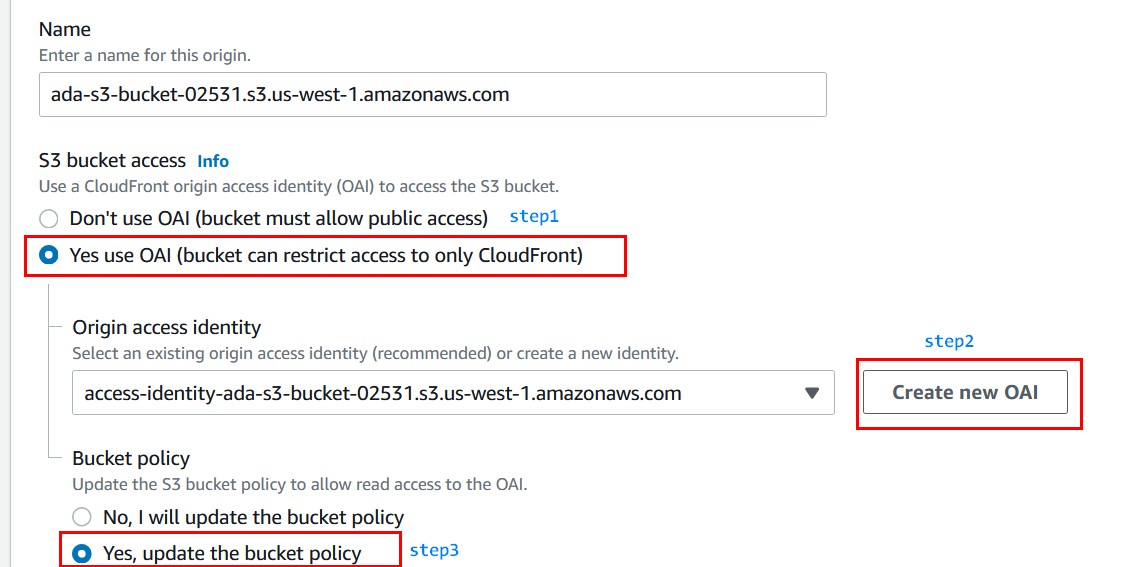 Name
Enter a name for this origin.
ada-s3-bucket-02531.s3.us-west-1.amazonaws.com
S3 bucket access Info
Use a CloudFront origin access identity (OAI) to access the S3 bucket.
Don't use OAI (bucket must allow public access) step1
Yes use OAI (bucket can restrict access to only CloudFront)
Origin access identity
step2
Select an existing origin access identity (recommended) or create a new identity.
access-identity-ada-s3-bucket-02531.s3.us-west-1.amazonaws.com Create new OAI
Bucket policy
Update the S3 bucket policy to allow read access to the OAI.
No, I will update the bucket policy
Yes, update the bucket policy step3